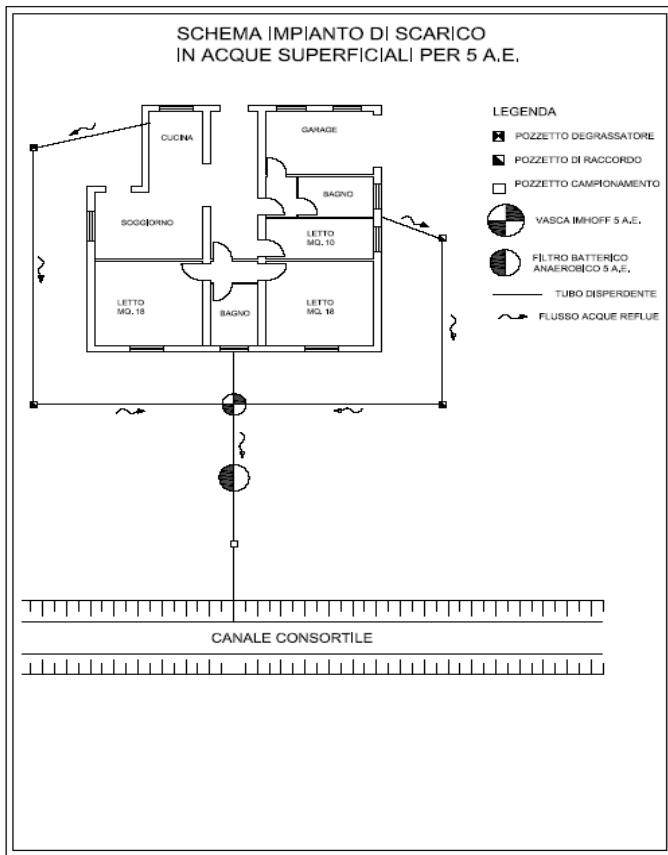 SCHEMA IMPIANTO DI SCARICO
IN ACQUE SUPERFICIALI PER 5 A.E.
CUCINA
GARAGE
BAGNO
SOGGIORNO
LETTO
MQ. 10
LETTO
MQ. 18
BAGNO
LETTO
MQ. 18
LEGENDA
POZZETTO DEGRASSATORE
POZZETTO DI RACCORDO
POZZETTO CAMPIONAMENTO
VASCA IMHOFF 5 A.E.
FILTRO BATTERICO
ANAEROBICO 5 A.E.
TUBO DISPERDENTE
FLUSSO ACQUE REFLUE
CANALE CONSORTILE